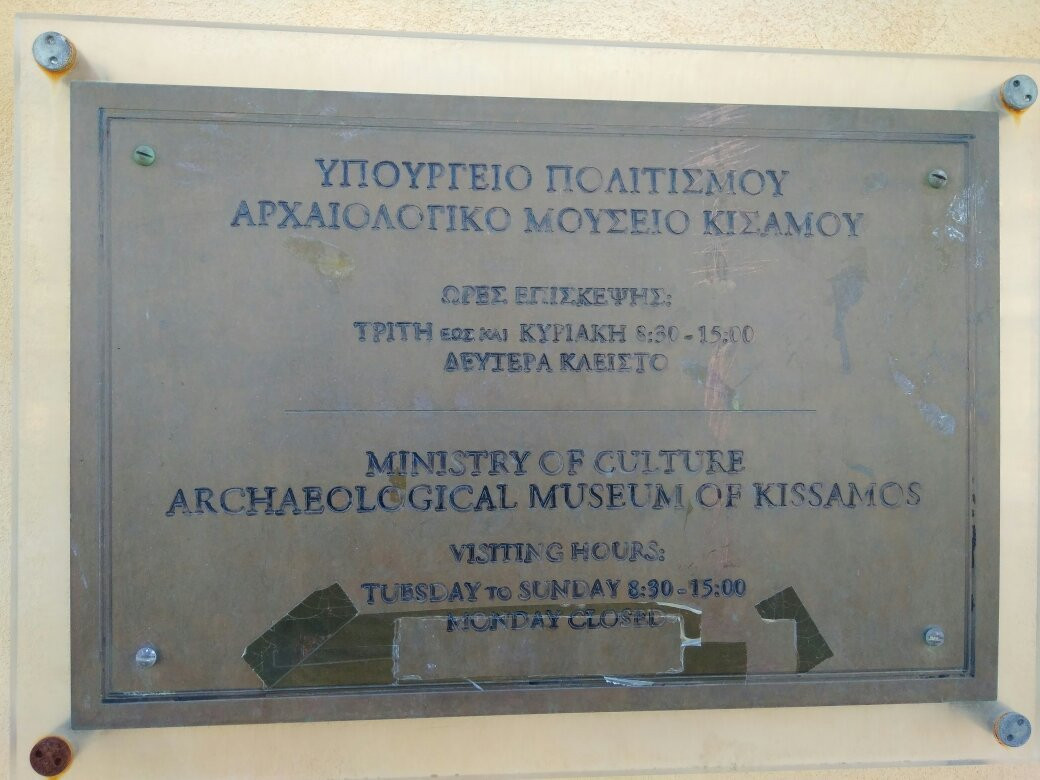 ΥΠΟΥΡΓΕΙΟ ΠΟΛΙΤΙΣΜΟΥ
ΑΡΧΑΙΟΛΟΓΙΚΟ ΜΟΥΣΕΙΟ ΚΙΣΑΜΟΥ
ΩΡΕΣ ΕΠΙΣΚΕΨΗΣ:
ΤΡΙΤΗ ΕΩΣ ΚΑΙ ΚΥΡΙΑΚΗ 8:30 - 15:00
ΔΕΥΤΕΡΑ ΚΛΕΙΣΤΟ
MINISTRY OF CULTURE
ARCHAEOLOGICAL MUSEUM OF KISSAMOS
VISITING HOURS:
TUESDAY TO SUNDAY 8:30 - 15:00
MONDAY CLOSED